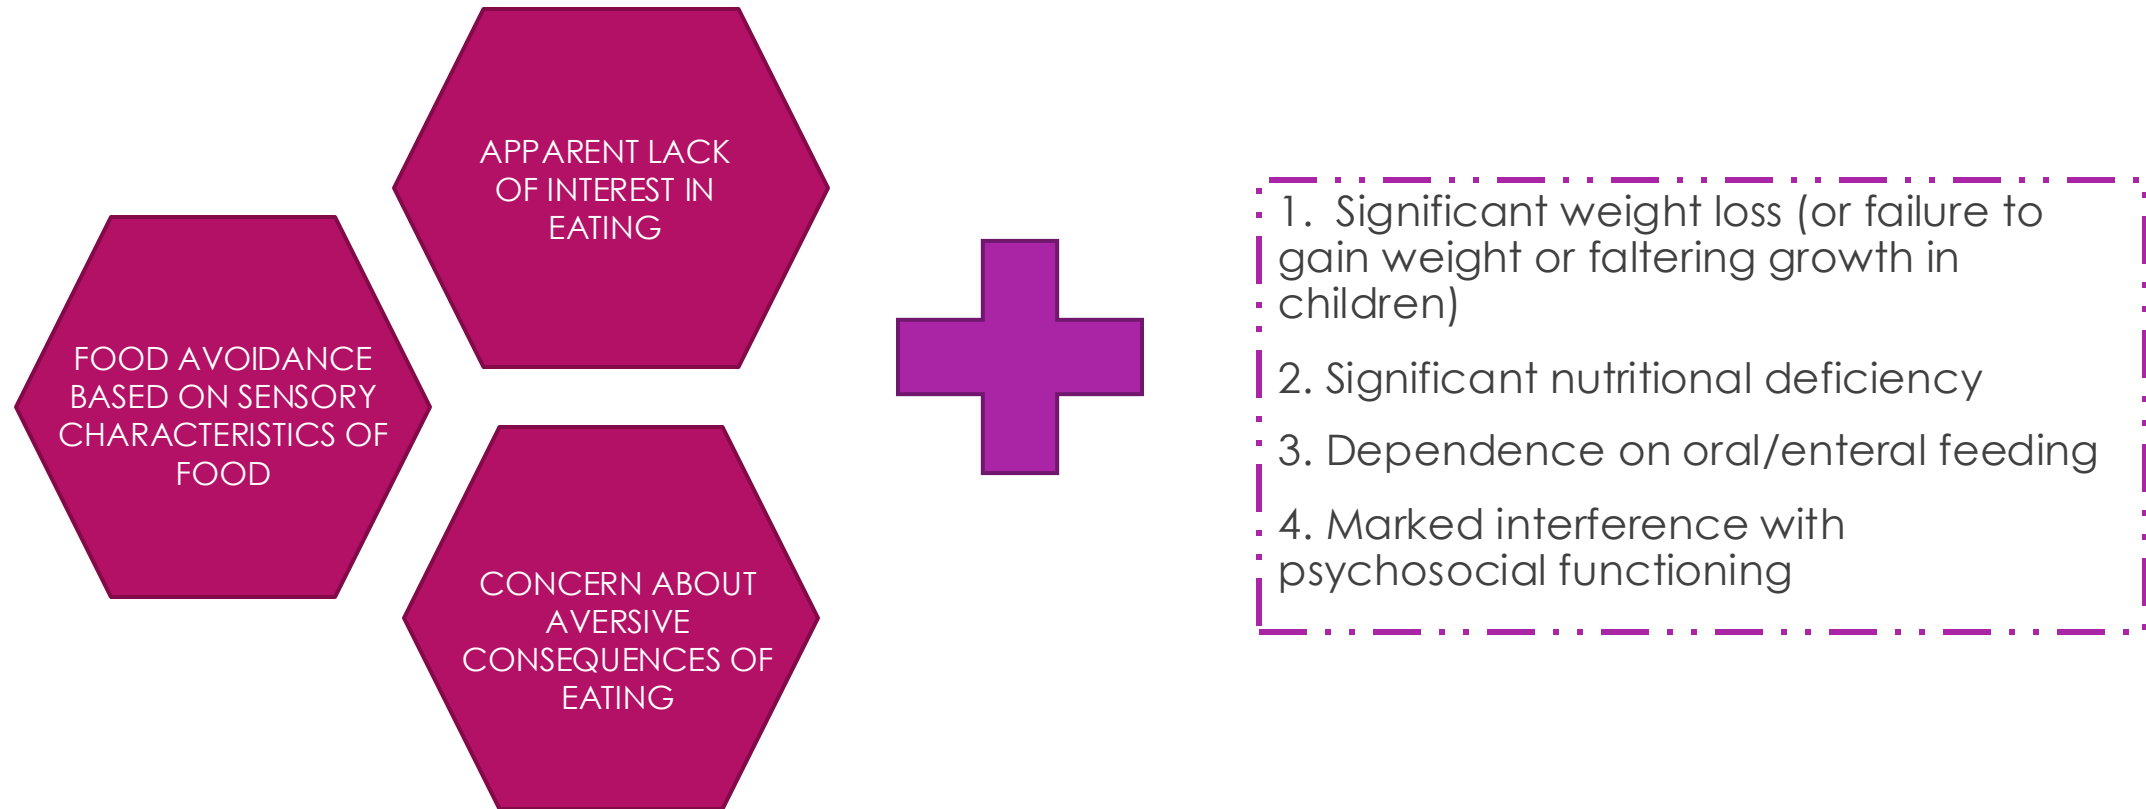 APPARENT LACK
OF INTEREST IN
EATING
FOOD AVOIDANCE
BASED ON SENSORY
CHARACTERISTICS OF
FOOD
CONCERN ABOUT
AVERSIVE
CONSEQUENCES OF
EATING
1. Significant weight loss (or failure to
gain weight or faltering growth in
children)
2. Significant nutritional deficiency
3. Dependence on oral/enteral feeding
4. Marked interference with
psychosocial functioning